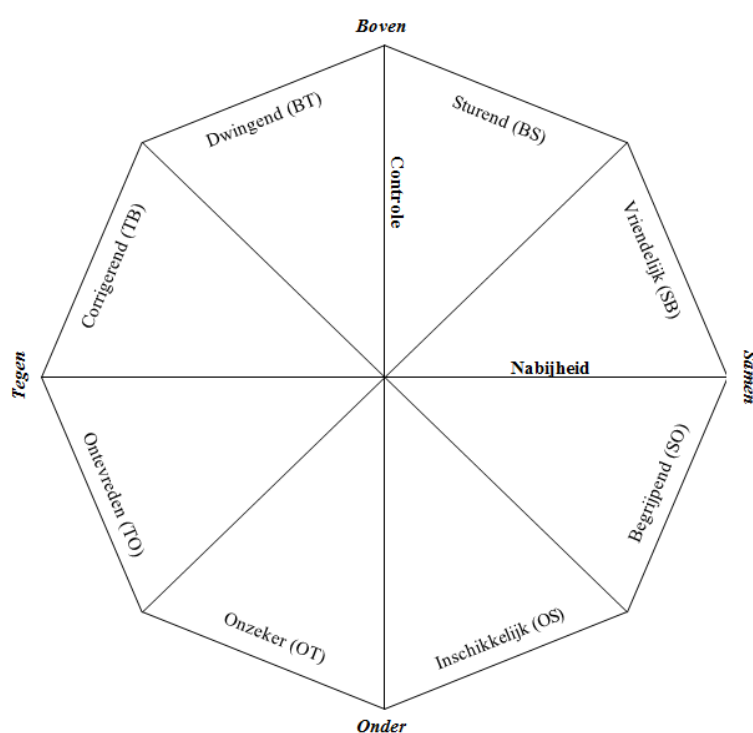 Boven
Dwingend (BT)
Sturend (BS)
Controle
Corrigerend (TB)
Vriendelijk (SB)
Tegen
Nabijheid
Samen
Ontevreden (TO)
Begrijpend (SO)
Onzeker (OT)
Inschikkelijk (OS)
Onder